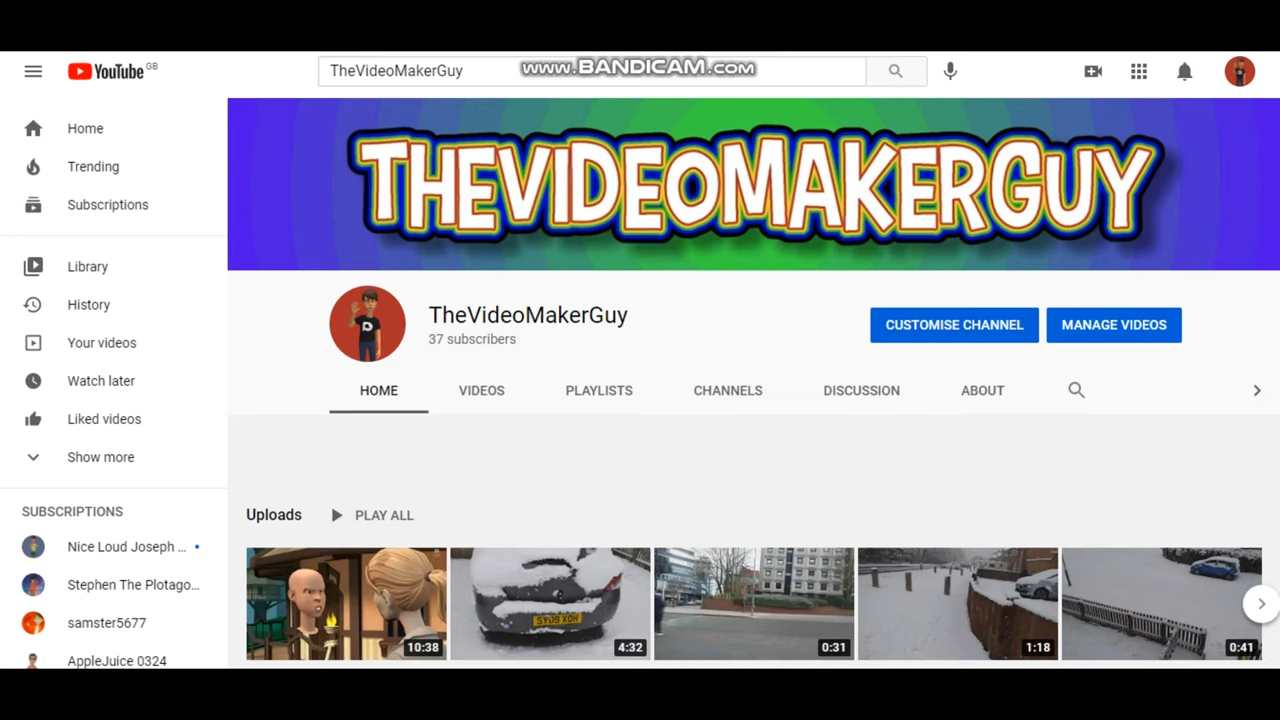 YouTube GB
TheVideoMakerGuy
www.BANDICAM.com
Home
Trending
Subscriptions
Library
History
Your videos
Watch later
Liked videos
Show more
SUBSCRIPTIONS
Nice Loud Joseph ...
Stephen The Plotago...
samster5677
AppleJuice 0324
THEVIDEOMAKERGUY
TheVideoMakerGuy
37 subscribers
CUSTOMISE CHANNEL
MANAGE VIDEOS
HOME VIDEOS PLAYLISTS CHANNELS DISCUSSION ABOUT
Uploads PLAY ALL
10:38 4:32 0:31 1:18 0:41